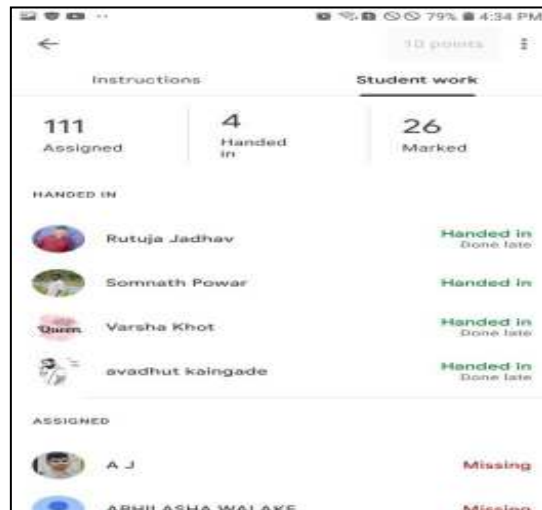 79% 4:34 PM
10 points
Instructions
Student work
111
Assigned
4
Handed
in
26
Marked
HANDED IN
Rutuja Jadhav
Handed in
Done late
Somnath Powar
Handed in
Queen
Varsha Khot
Handed in
Done late
avadhut kaingade
Handed in
Done late
ASSIGNED
A J
Missing
ABHILASHA WALAKE
Missing